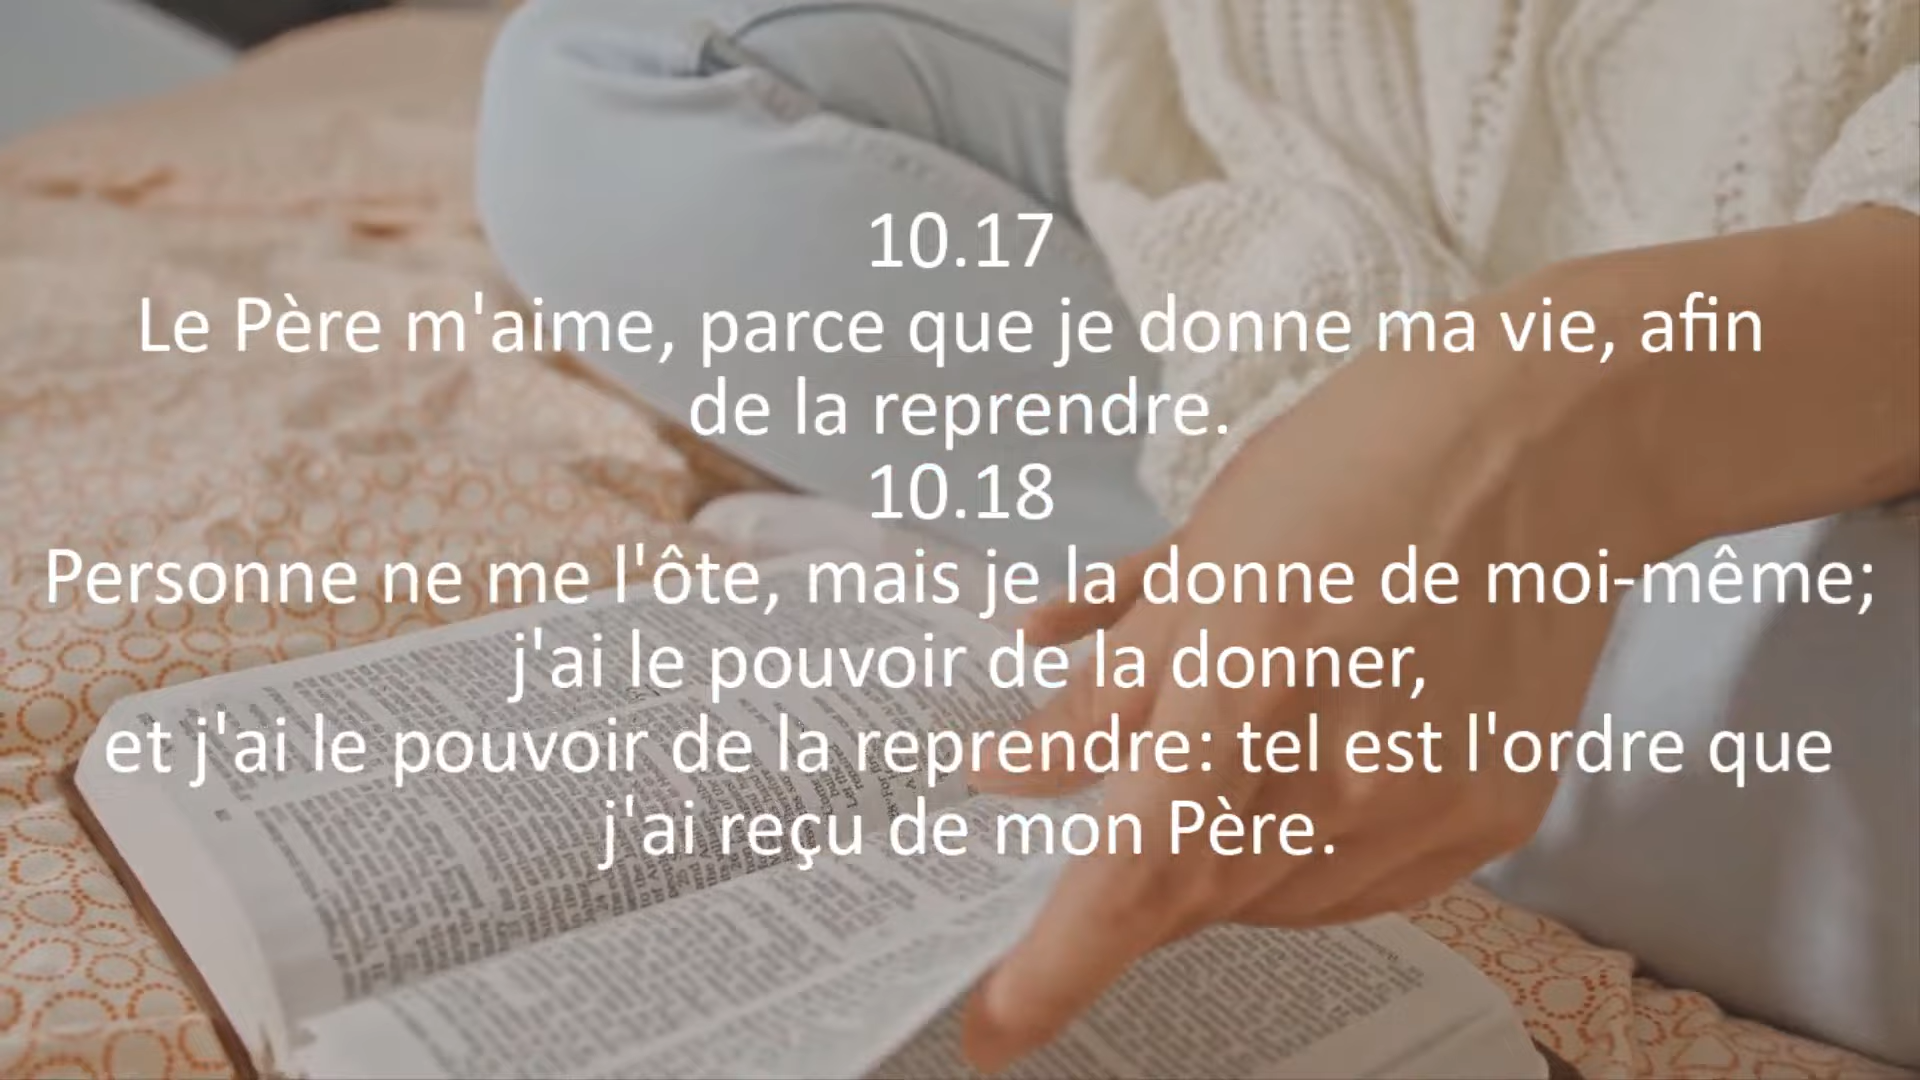 10.17
Le Père m'aime, parce que je donne ma vie, afin
de la reprendre.
10.18
Personne ne me l'ôte, mais je la donne de moi-même;
j'ai le pouvoir de la donner,
et j'ai le pouvoir de la reprendre: tel est l'ordre que
j'ai reçu de mon Père.